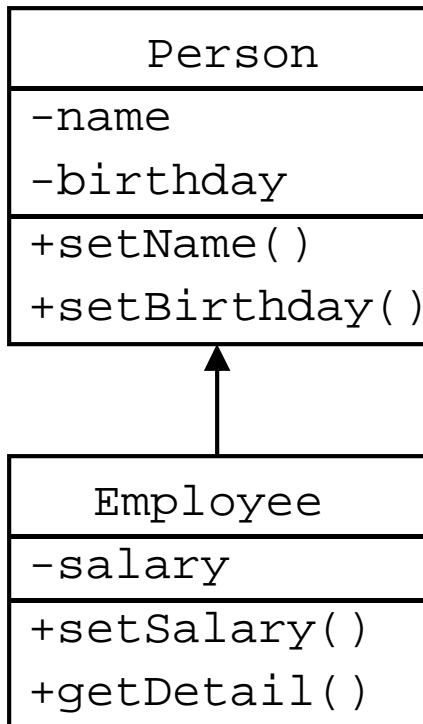 Person
-name
-birthday
+setName()
+setBirthday()
Employee
-salary
+setSalary()
+getDetail()